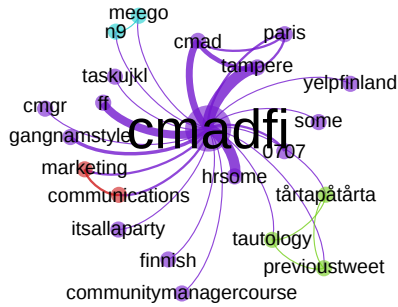 meego
n9
cmad
paris
tampere
taskujkl
yelpfinland
ff
cmgr
some
gangnamstyle
cmadfi
0707
marketing
hrsome
communications
tårtapåtårta
itsallaparty
tautology
finnish
previoustweet
communitymanagercourse